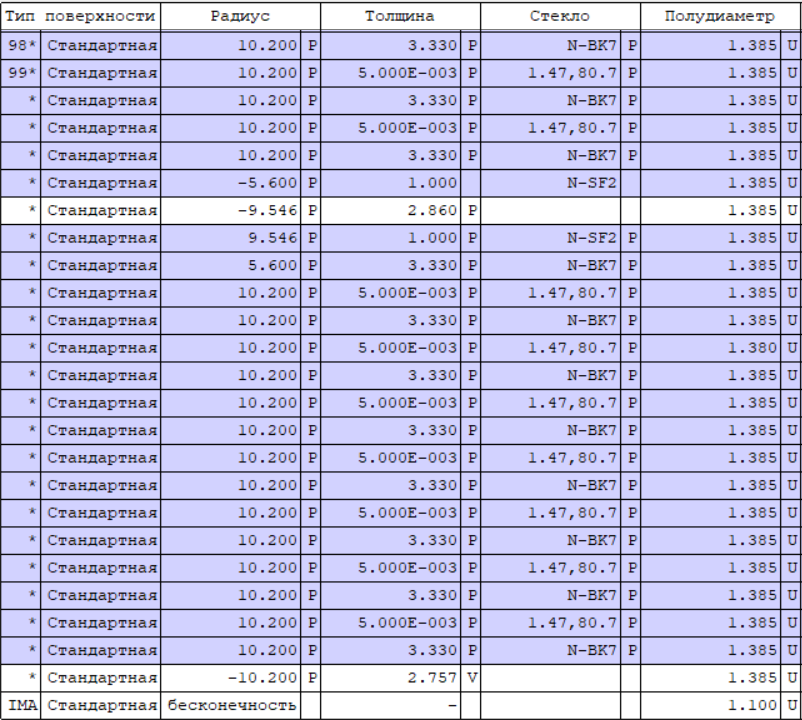 Тип поверхности Радиус Толщина Стекло Полудиаметр
98* Стандартная 10.200 P 3.330 P N-BK7 P 1.385 U
99* Стандартная 10.200 P 5.000E-003 P 1.47,80.7 P 1.385 U
* Стандартная 10.200 P 3.330 P N-BK7 P 1.385 U
* Стандартная 10.200 P 5.000E-003 P 1.47,80.7 P 1.385 U
* Стандартная 10.200 P 3.330 P N-BK7 P 1.385 U
* Стандартная -5.600 P 1.000 N-SF2 1.385 U
* Стандартная -9.546 P 2.860 P 1.385 U
* Стандартная 9.546 P 1.000 P N-SF2 P 1.385 U
* Стандартная 5.600 P 3.330 P N-BK7 P 1.385 U
* Стандартная 10.200 P 5.000E-003 P 1.47,80.7 P 1.385 U
* Стандартная 10.200 P 3.330 P N-BK7 P 1.385 U
* Стандартная 10.200 P 5.000E-003 P 1.47,80.7 P 1.380 U
* Стандартная 10.200 P 3.330 P N-BK7 P 1.385 U
* Стандартная 10.200 P 5.000E-003 P 1.47,80.7 P 1.385 U
* Стандартная 10.200 P 3.330 P N-BK7 P 1.385 U
* Стандартная 10.200 P 5.000E-003 P 1.47,80.7 P 1.385 U
* Стандартная 10.200 P 3.330 P N-BK7 P 1.385 U
* Стандартная 10.200 P 5.000E-003 P 1.47,80.7 P 1.385 U
* Стандартная 10.200 P 3.330 P N-BK7 P 1.385 U
* Стандартная 10.200 P 5.000E-003 P 1.47,80.7 P 1.385 U
* Стандартная 10.200 P 3.330 P N-BK7 P 1.385 U
* Стандартная 10.200 P 5.000E-003 P 1.47,80.7 P 1.385 U
* Стандартная 10.200 P 3.330 P N-BK7 P 1.385 U
* Стандартная -10.200 P 2.757 V 1.385 U
IMA Стандартная бесконечность - 1.100 U